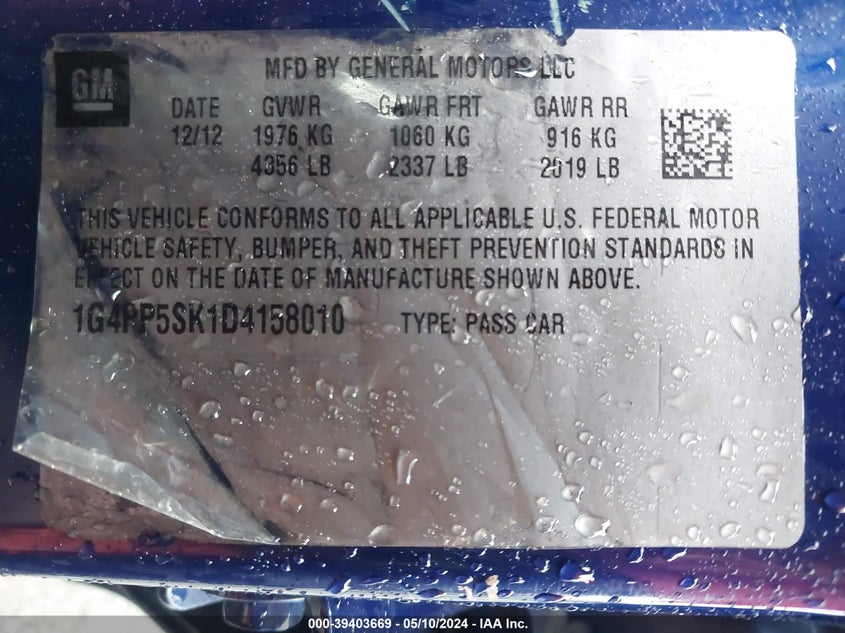 GM
MFD BY GENERAL MOTORS LLC
DATE GVWR GAWR FRT GAWR RR
12/12 1976 KG 1060 KG 916 KG
4356 LB 2337 LB 2019 LB
THIS VEHICLE CONFORMS TO ALL APPLICABLE U.S. FEDERAL MOTOR
VEHICLE SAFETY, BUMPER, AND THEFT PREVENTION STANDARDS IN
EFFECT ON THE DATE OF MANUFACTURE SHOWN ABOVE.
1G4PP5SK1D4158010 TYPE: PASS CAR
000-39403669 - 05/10/2024 - IAA Inc.